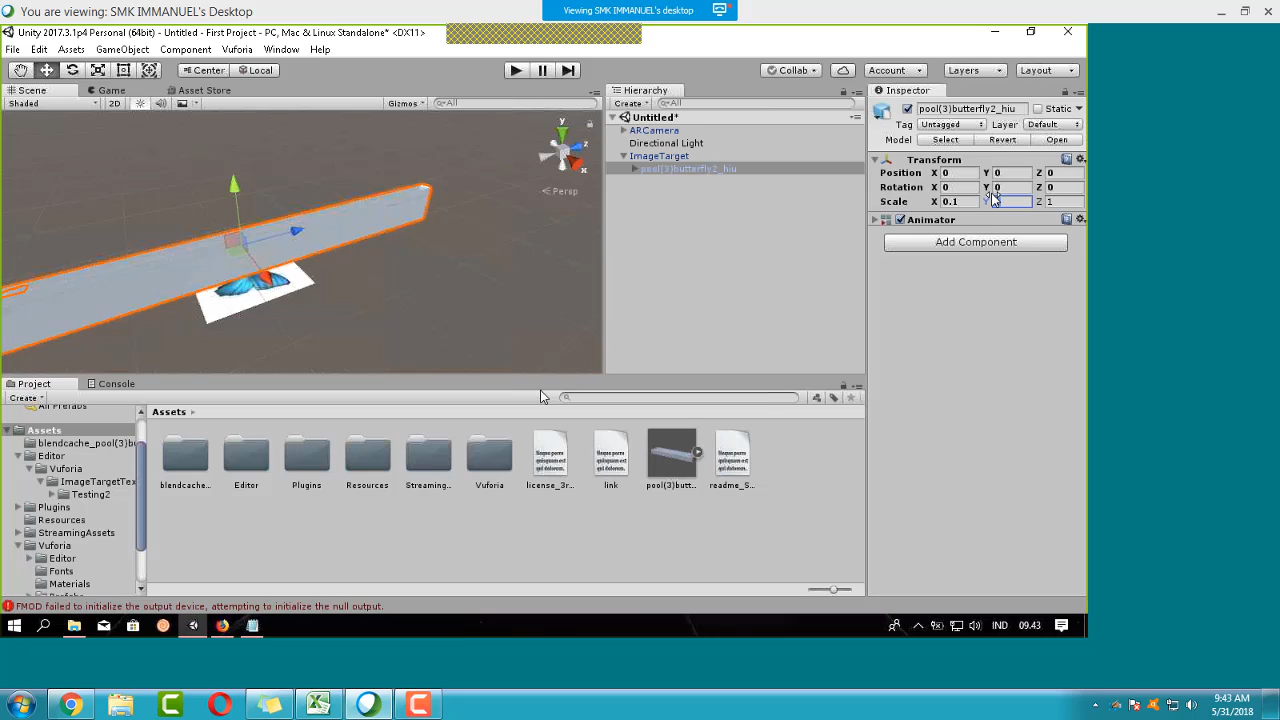 You are viewing: SMK IMMANUEL's Desktop
Viewing SMK IMMANUEL's desktop
Unity 2017.3.1p4 Personal (64bit) - Untitled - First Project - PC, Mac & Linux Standalone* <DX11>
File Edit Assets GameObject Component Vuforia Window Help
Center Local Collab Account Layers Layout
Scene Game Asset Store Hierarchy Inspector
Shaded 2D Gizmos All Create All
pool(3)butterfly2_hiu Static
Untitled*
Tag Untagged Layer Default
ARCamera
Model Select Revert Open
Directional Light
ImageTarget
Transform
pool(3)butterfly2_hiu
Position X 0 Y 0 Z 0
Rotation X 0 Y 0 Z 0
Scale X 0.1 Y Z 1
y
z
x
Persp
Animator
Add Component
Project Console
Create
All Prefabs
Assets
Assets
blendcache_pool(3)bu
Editor
Vuforia
ImageTargetTex
Testing2
Plugins
Resources
StreamingAssets
Vuforia
Editor
Fonts
Materials
blendcache... Editor Plugins Resources Streaming... Vuforia license_3r... link pool(3)butt... readme_S...
FMOD failed to initialize the output device, attempting to initialize the null output.
IND 09.43
9:43 AM
5/31/2018